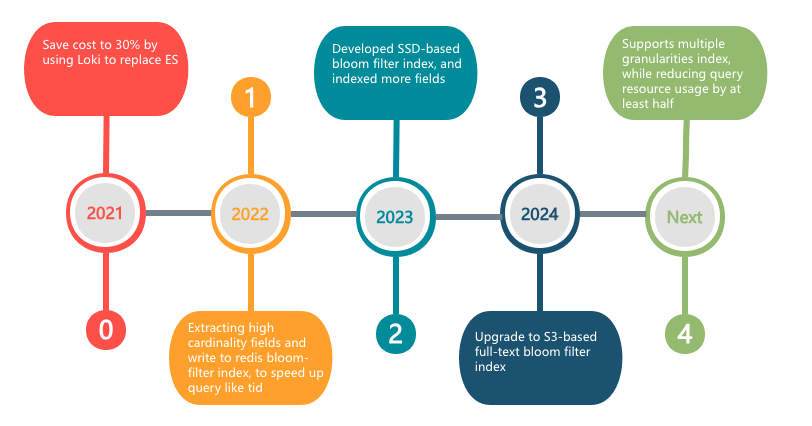 Save cost to 30% by
using Loki to replace ES
2021
0
1
2022
Extracting high
cardinality fields and
write to redis bloom-
filter index, to speed up
query like tid
Developed SSD-based
bloom filter index, and
indexed more fields
2023
2
3
2024
Upgrade to S3-based
full-text bloom filter
index
Supports multiple
granularities index,
while reducing query
resource usage by at
least half
Next
4